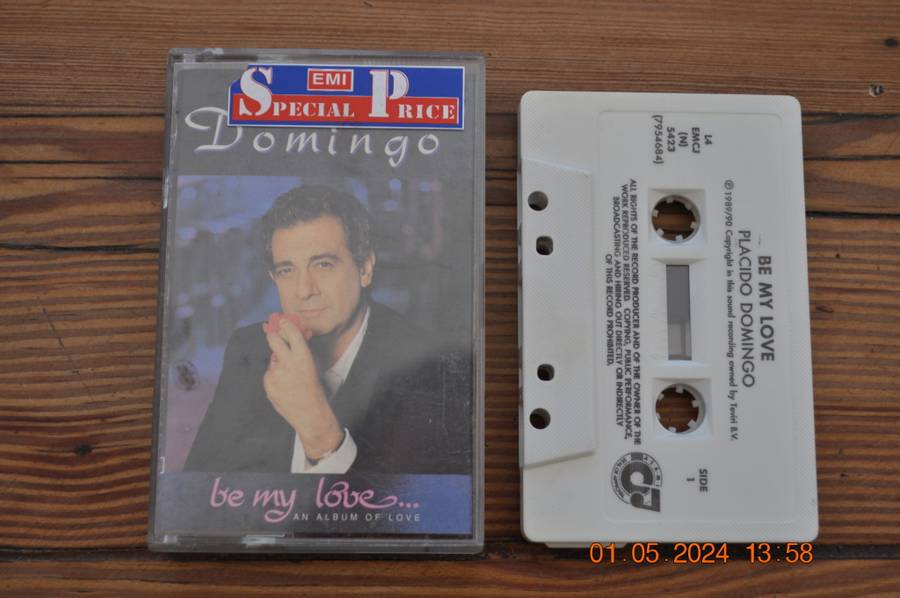 EMI
SPECIAL PRICE
Domingo
be my love...
AN ALBUM OF LOVE
L4
EMCJ
(N)
5423
(7954684)
℗ 1989/90 Copyright in this sound recording owned by Teviri B.V.
BE MY LOVE
PLACIDO DOMINGO
ALL RIGHTS OF THE RECORD PRODUCER AND OF THE OWNER OF THE
WORK REPRODUCED RESERVED. COPYING, PUBLIC PERFORMANCE,
BROADCASTING AND HIRING OUT DIRECTLY OR INDIRECTLY
OF THIS RECORD PROHIBITED.
SIDE
1
01.05.2024 13:58